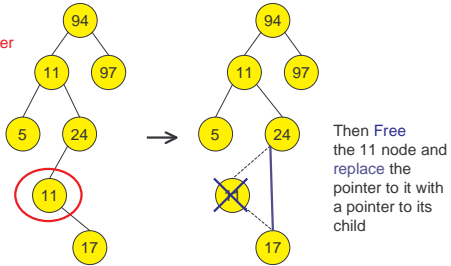 er
94
11
97
5
24
11
17
94
11
97
5
24
11
17
Then Free
the 11 node and
replace the
pointer to it with
a pointer to its
child